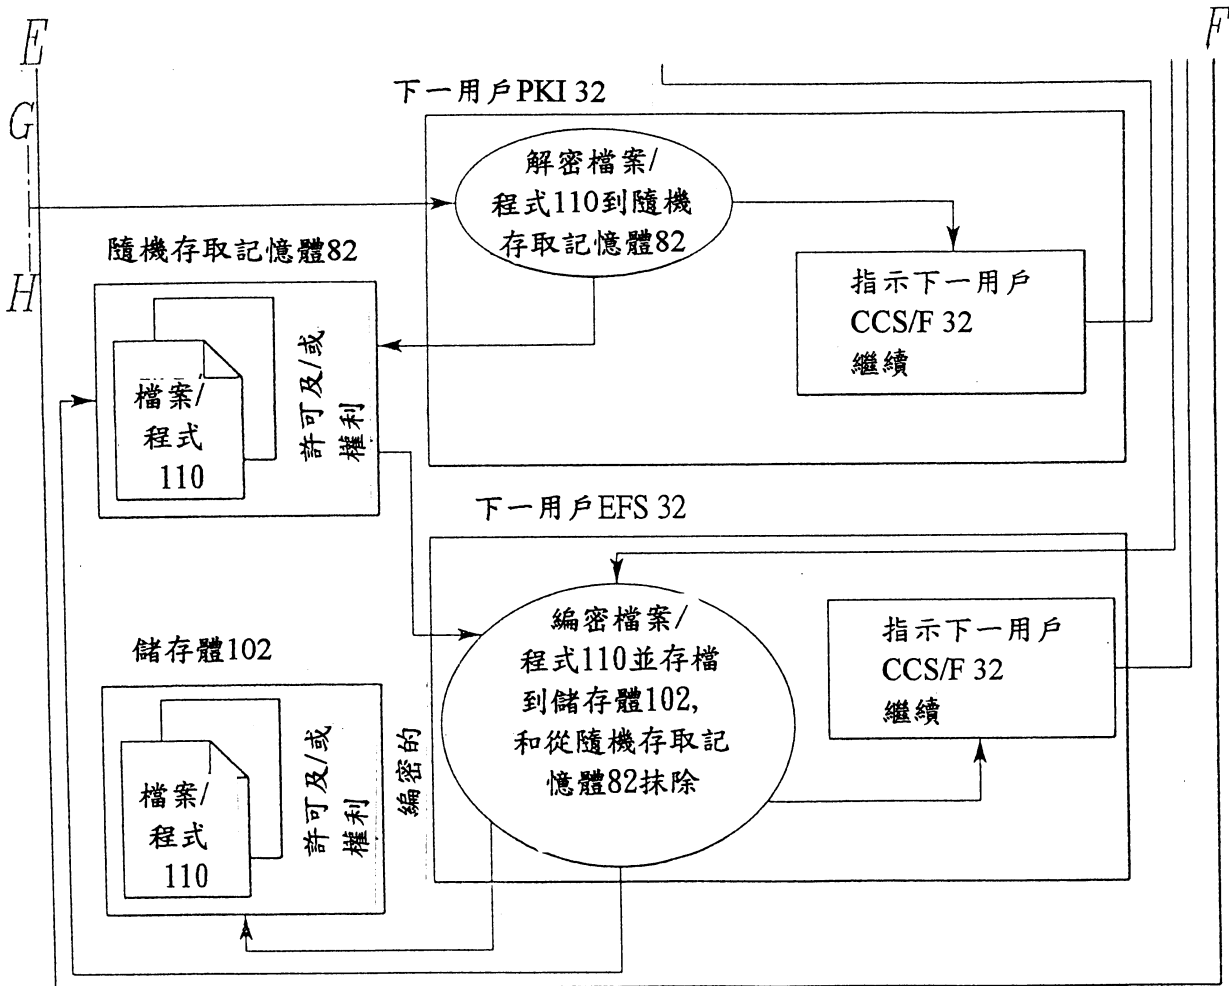 E
F
G
H
下一用戶PKI 32
解密檔案/
程式110到隨機
存取記憶體82
指示下一用戶
CCS/F 32
繼續
隨機存取記憶體82
檔案/
程式
110
許可及/或
權利
下一用戶EFS 32
編密檔案/
程式110並存檔
到儲存體102,
和從隨機存取記
憶體82抹除
指示下一用戶
CCS/F 32
繼續
儲存體102
檔案/
程式
110
許可及/或
權利
編密的